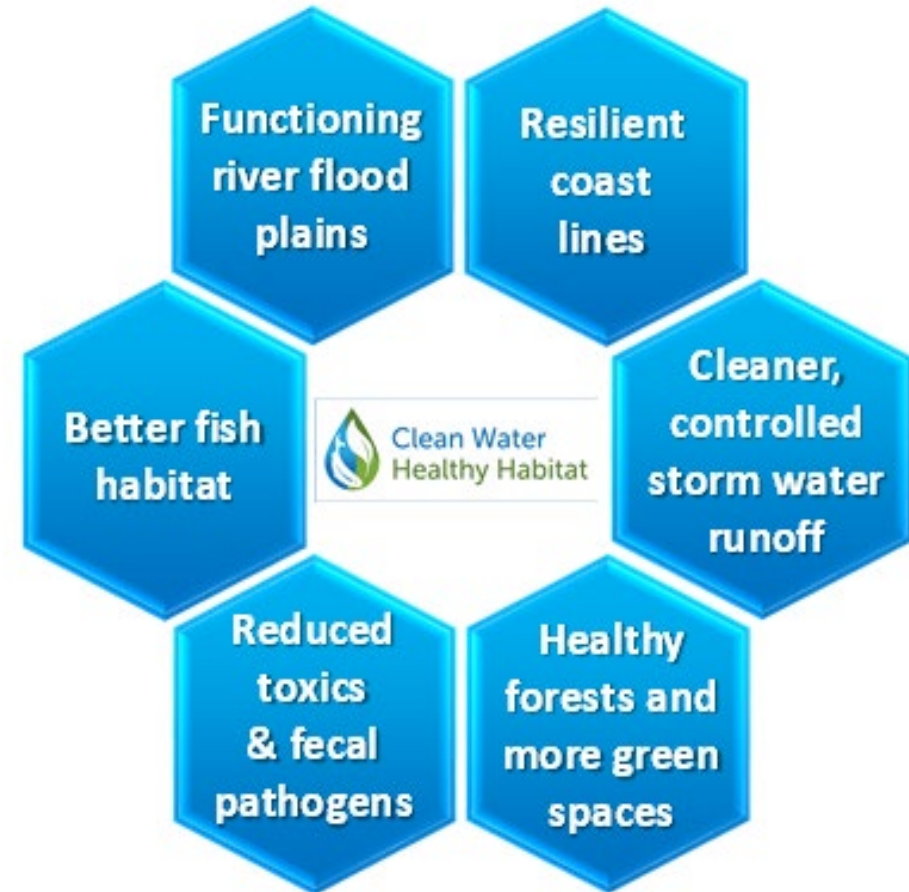 Functioning
river flood
plains
Resilient
coast
lines
Cleaner,
controlled
storm water
runoff
Better fish
habitat
Clean Water
Healthy Habitat
Reduced
toxics
& fecal
pathogens
Healthy
forests and
more green
spaces